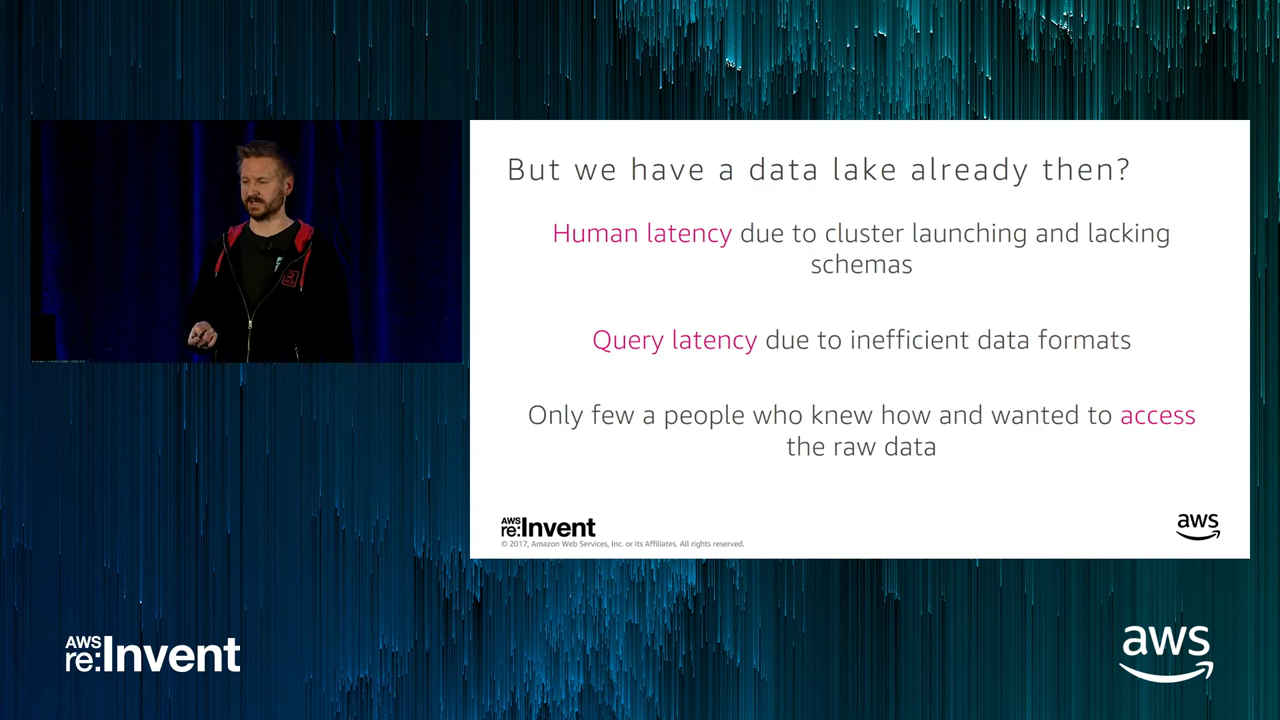 But we have a data lake already then?
Human latency due to cluster launching and lacking
schemas
Query latency due to inefficient data formats
Only few a people who knew how and wanted to access
the raw data
AWS
re:Invent
© 2017, Amazon Web Services, Inc. or its Affiliates. All rights reserved.
aws
AWS
re:Invent
aws